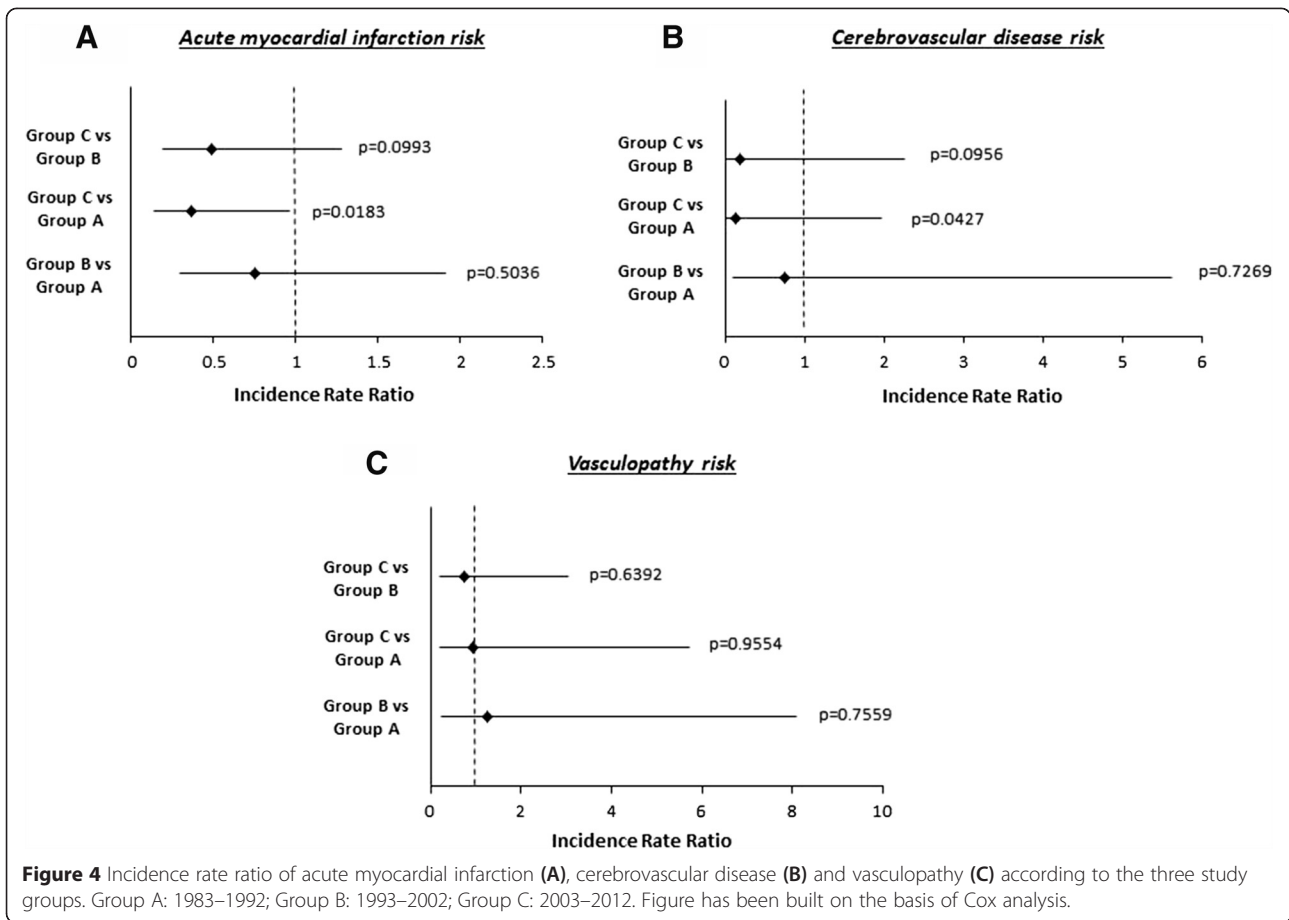 A
Acute myocardial infarction risk
Group C vs
Group B
p=0.0993
Group C vs
Group A
p=0.0183
Group B vs
Group A
p=0.5036
0 0.5 1 1.5 2 2.5
Incidence Rate Ratio
B
Cerebrovascular disease risk
Group C vs
Group B
p=0.0956
Group C vs
Group A
p=0.0427
Group B vs
Group A
p=0.7269
0 1 2 3 4 5 6
Incidence Rate Ratio
C
Vasculopathy risk
Group C vs
Group B
p=0.6392
Group C vs
Group A
p=0.9554
Group B vs
Group A
p=0.7559
0 2 4 6 8 10
Incidence Rate Ratio
Figure 4 Incidence rate ratio of acute myocardial infarction (A), cerebrovascular disease (B) and vasculopathy (C) according to the three study
groups. Group A: 1983–1992; Group B: 1993–2002; Group C: 2003–2012. Figure has been built on the basis of Cox analysis.